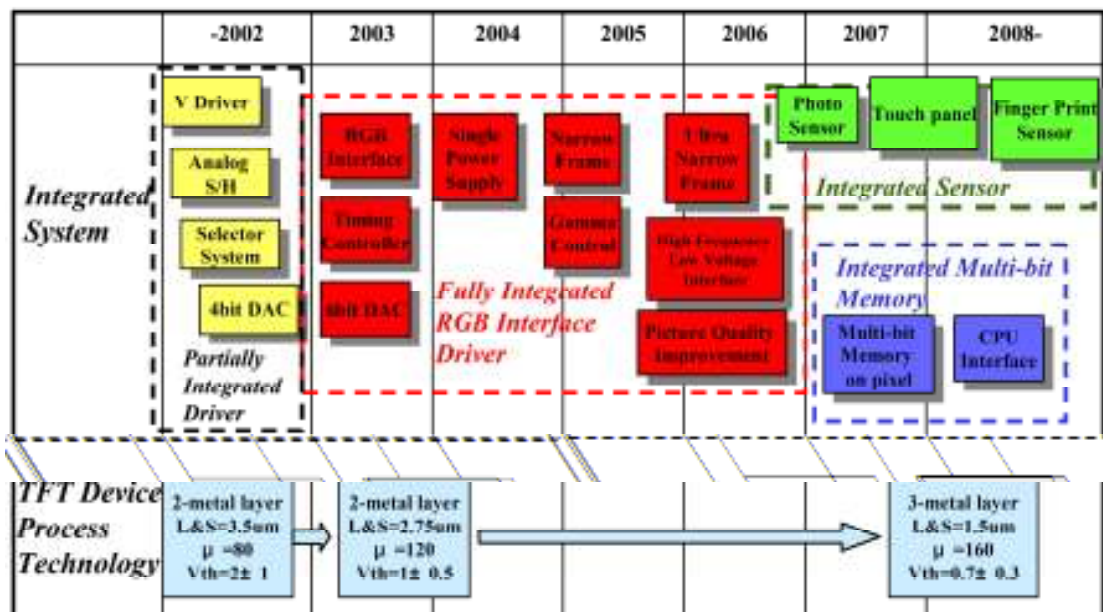 -2002
2003
2004
2005
2006
2007
2008-
Integrated
System
V Driver
Analog
S/H
Selector
System
4bit DAC
Partially
Integrated
Driver
RGB
Interface
Timing
Controller
6bit DAC
Single
Power
Supply
Fully Integrated
RGB Interface
Driver
Narrow
Frame
Gamma
Control
Ultra
Narrow
Frame
High Frequency
Low Voltage
Interface
Picture Quality
Improvement
Photo
Sensor
Touch panel
Finger Print
Sensor
Integrated Sensor
Integrated Multi-bit
Memory
Multi-bit
Memory
on pixel
CPU
Interface
TFT Device
Process
Technology
2-metal layer
L&S=3.5um
μ =80
Vth=2± 1
2-metal layer
L&S=2.75um
μ =120
Vth=1± 0.5
3-metal layer
L&S=1.5um
μ =160
Vth=0.7± 0.3